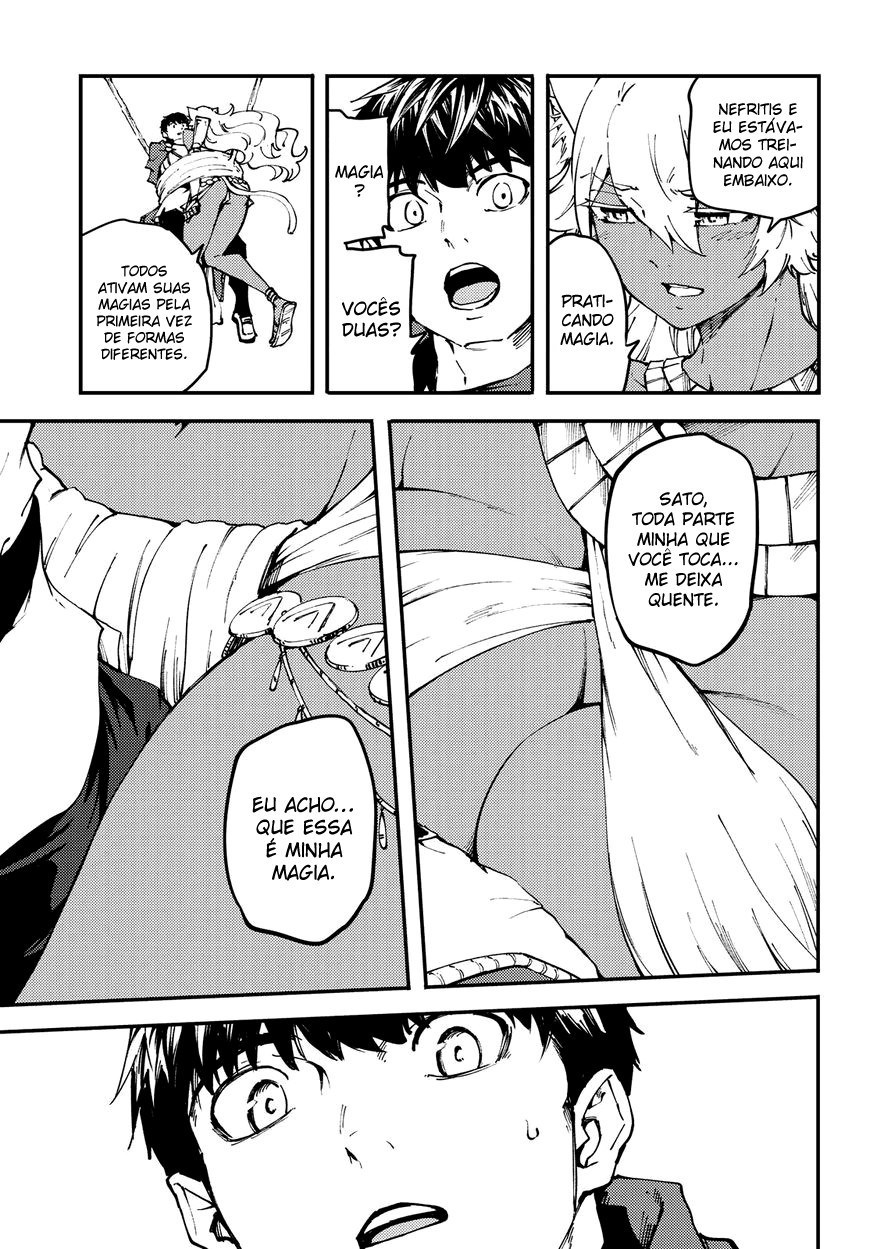 NEFRITIS E
EU ESTÁVA-
MOS TREI-
NANDO AQUI
EMBAIXO.
PRATI-
CANDO
MAGIA.
MAGIA
?
VOCÊS
DUAS?
TODOS
ATIVAM SUAS
MAGIAS PELA
PRIMEIRA VEZ
DE FORMAS
DIFERENTES.
SATO,
TODA PARTE
MINHA QUE
VOCÊ TOCA...
ME DEIXA
QUENTE.
EU ACHO...
QUE ESSA
É MINHA
MAGIA.